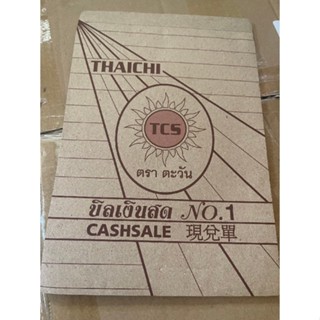 THAICHI
TCS
ตรา ตะวัน
บิลเงินสด NO.1
CASHSALE 現兌單